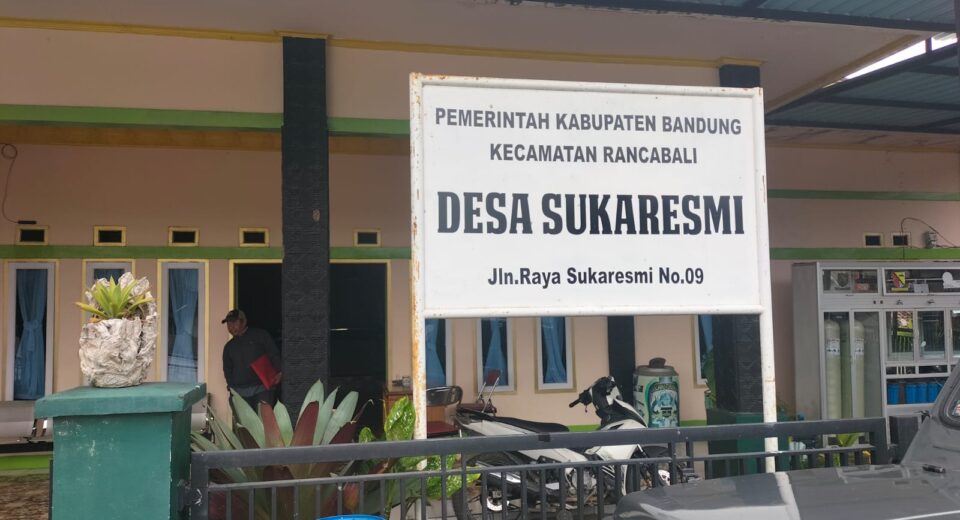 PEMERINTAH KABUPATEN BANDUNG
KECAMATAN RANCABALI
DESA SUKARESMI
Jln.Raya Sukaresmi No.09